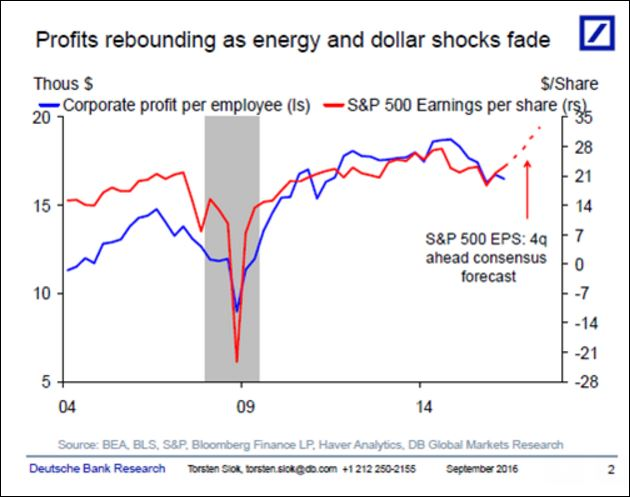 Profits rebounding as energy and dollar shocks fade
Thous $ $/Share
Corporate profit per employee (ls) S&P 500 Earnings per share (rs)
20 35
28
21
15 14
7
0
10 -7
-14
-21
5 -28
S&P 500 EPS: 4q
ahead consensus
forecast
04 09 14
Source: BEA, BLS, S&P, Bloomberg Finance LP, Haver Analytics, DB Global Markets Research
Deutsche Bank Research Torsten Slok, torsten.slok@db.com +1 212 250-2155 September 2016 2